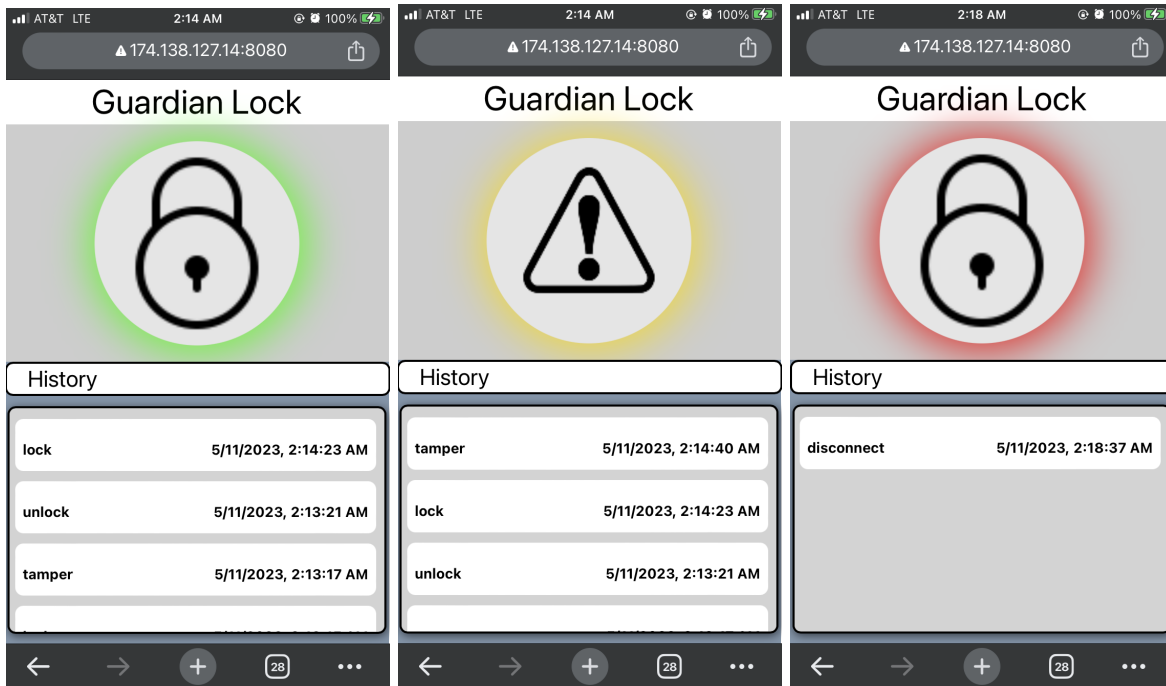 AT&T LTE 2:14 AM 100%
174.138.127.14:8080
Guardian Lock
History
lock 5/11/2023, 2:14:23 AM
unlock 5/11/2023, 2:13:21 AM
tamper 5/11/2023, 2:13:17 AM
28
AT&T LTE 2:14 AM 100%
174.138.127.14:8080
Guardian Lock
History
tamper 5/11/2023, 2:14:40 AM
lock 5/11/2023, 2:14:23 AM
unlock 5/11/2023, 2:13:21 AM
28
AT&T LTE 2:18 AM 100%
174.138.127.14:8080
Guardian Lock
History
disconnect 5/11/2023, 2:18:37 AM
28